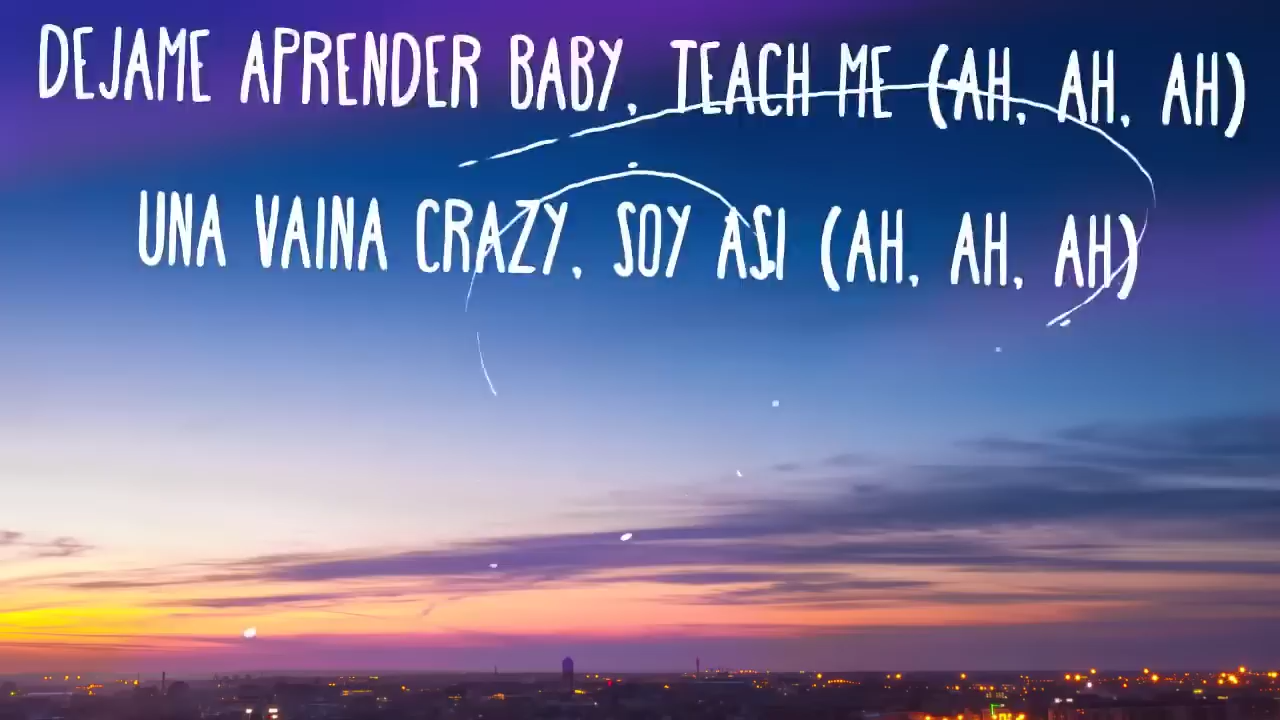 DEJAME APRENDER BABY, TEACH ME (AH, AH, AH)
UNA VAINA CRAZY, SOY ASI (AH, AH, AH)